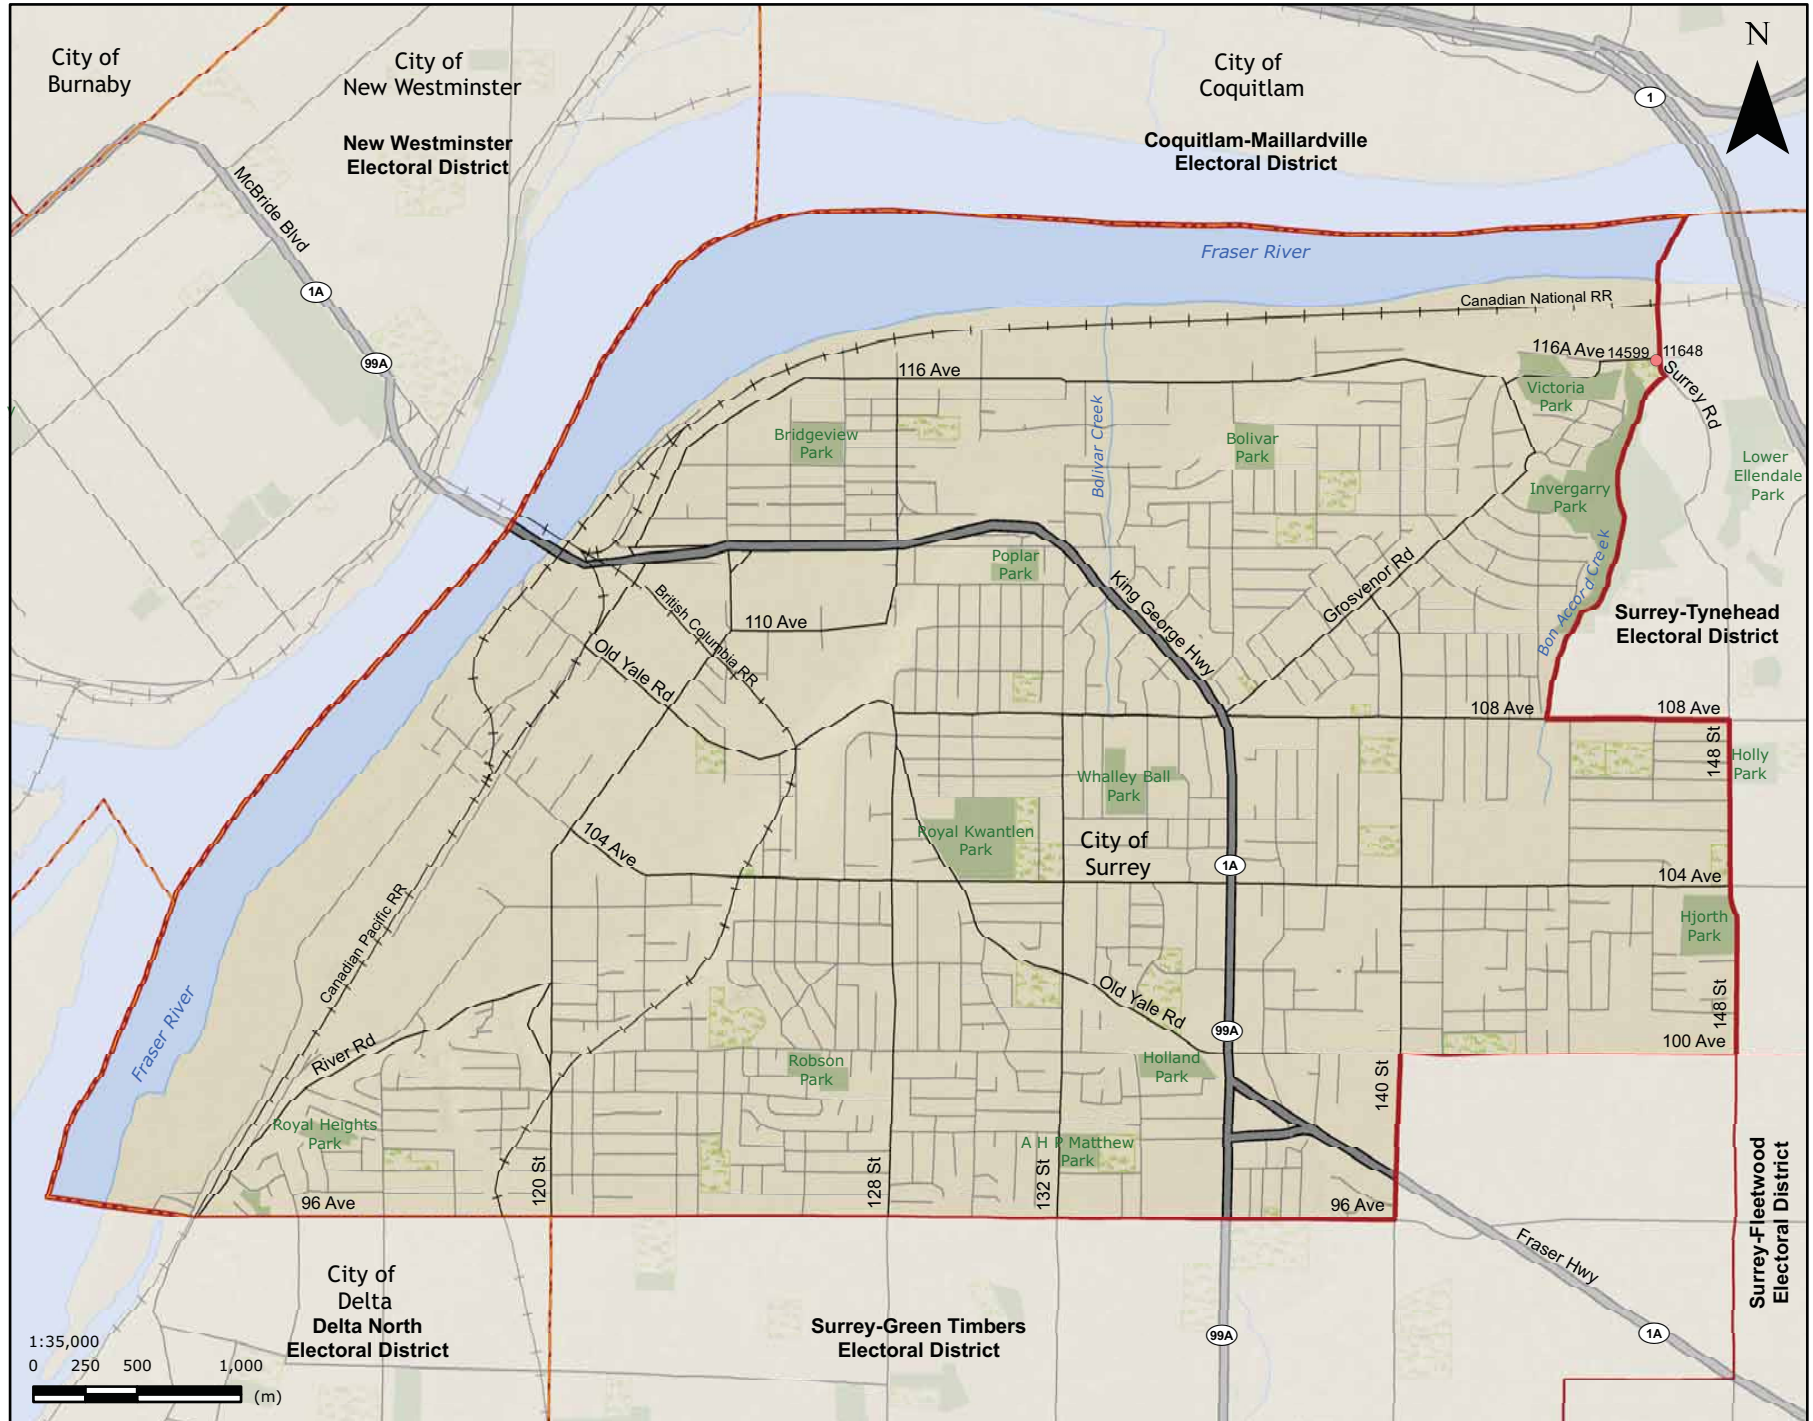 City of
Burnaby
City of
New Westminster
New Westminster
Electoral District
City of
Coquitlam
Coquitlam-Maillardville
Electoral District
N
1
McBride Blvd
1A
99A
Fraser River
Canadian National RR
116A Ave
14599
11648
Surrey Rd
116 Ave
Victoria
Park
Bridgeview
Park
Bolivar Creek
Bolivar
Park
Lower
Ellendale
Park
Invergarry
Park
Poplar
Park
King George Hwy
Grosvenor Rd
Bon Accord Creek
Surrey-Tynehead
Electoral District
British Columbia RR
110 Ave
Old Yale Rd
108 Ave
108 Ave
148 St
Holly
Park
Whalley Ball
Park
Royal Kwantlen
Park
City of
Surrey
1A
104 Ave
104 Ave
Hjorth
Park
Canadian Pacific RR
Old Yale Rd
148 St
99A
100 Ave
Fraser River
River Rd
Robson
Park
Holland
Park
140 St
Royal Heights
Park
A H P Matthew
Park
120 St
128 St
132 St
96 Ave
96 Ave
Surrey-Fleetwood
Electoral District
Fraser Hwy
City of
Delta
Delta North
Electoral District
Surrey-Green Timbers
Electoral District
99A
1A
1:35,000
0 250 500 1,000
(m)